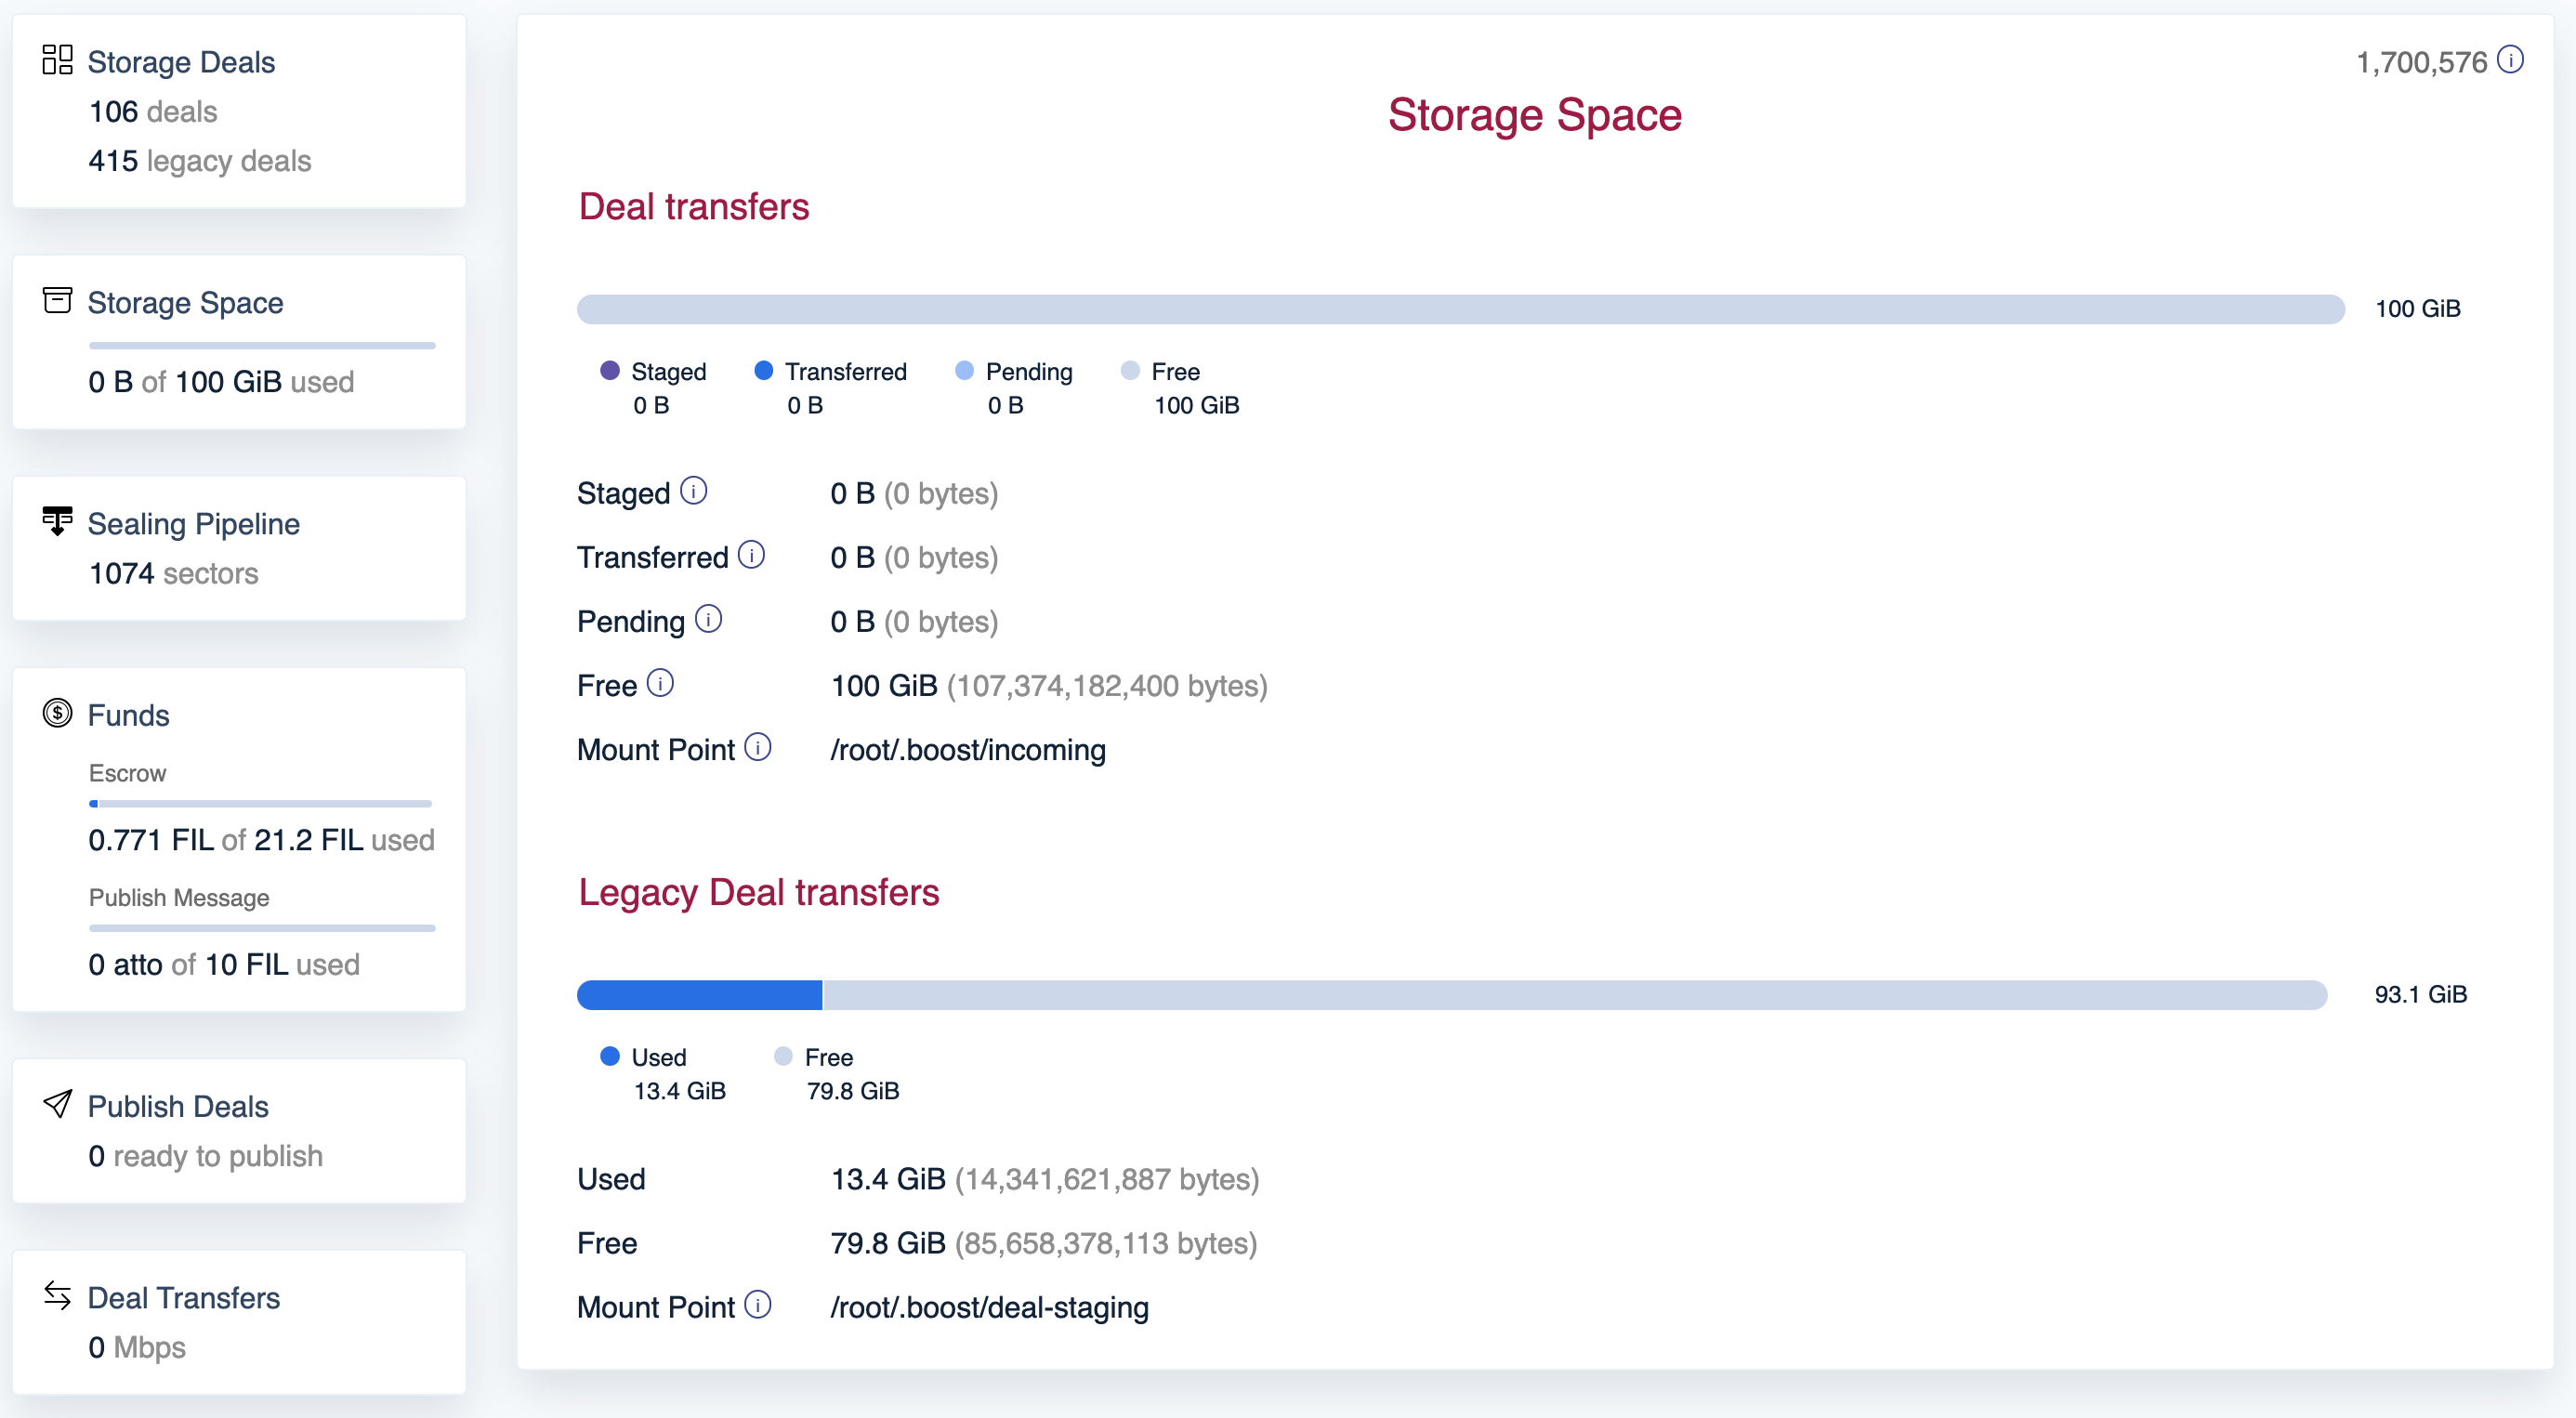 Storage Deals
106 deals
415 legacy deals
Storage Space
0 B of 100 GiB used
Sealing Pipeline
1074 sectors
Funds
Escrow
0.771 FIL of 21.2 FIL used
Publish Message
0 atto of 10 FIL used
Publish Deals
0 ready to publish
Deal Transfers
0 Mbps
1,700,576
Storage Space
Deal transfers
100 GiB
Staged Transferred Pending Free
0 B 0 B 0 B 100 GiB
Staged 0 B (0 bytes)
Transferred 0 B (0 bytes)
Pending 0 B (0 bytes)
Free 100 GiB (107,374,182,400 bytes)
Mount Point /root/.boost/incoming
Legacy Deal transfers
93.1 GiB
Used Free
13.4 GiB 79.8 GiB
Used 13.4 GiB (14,341,621,887 bytes)
Free 79.8 GiB (85,658,378,113 bytes)
Mount Point /root/.boost/deal-staging